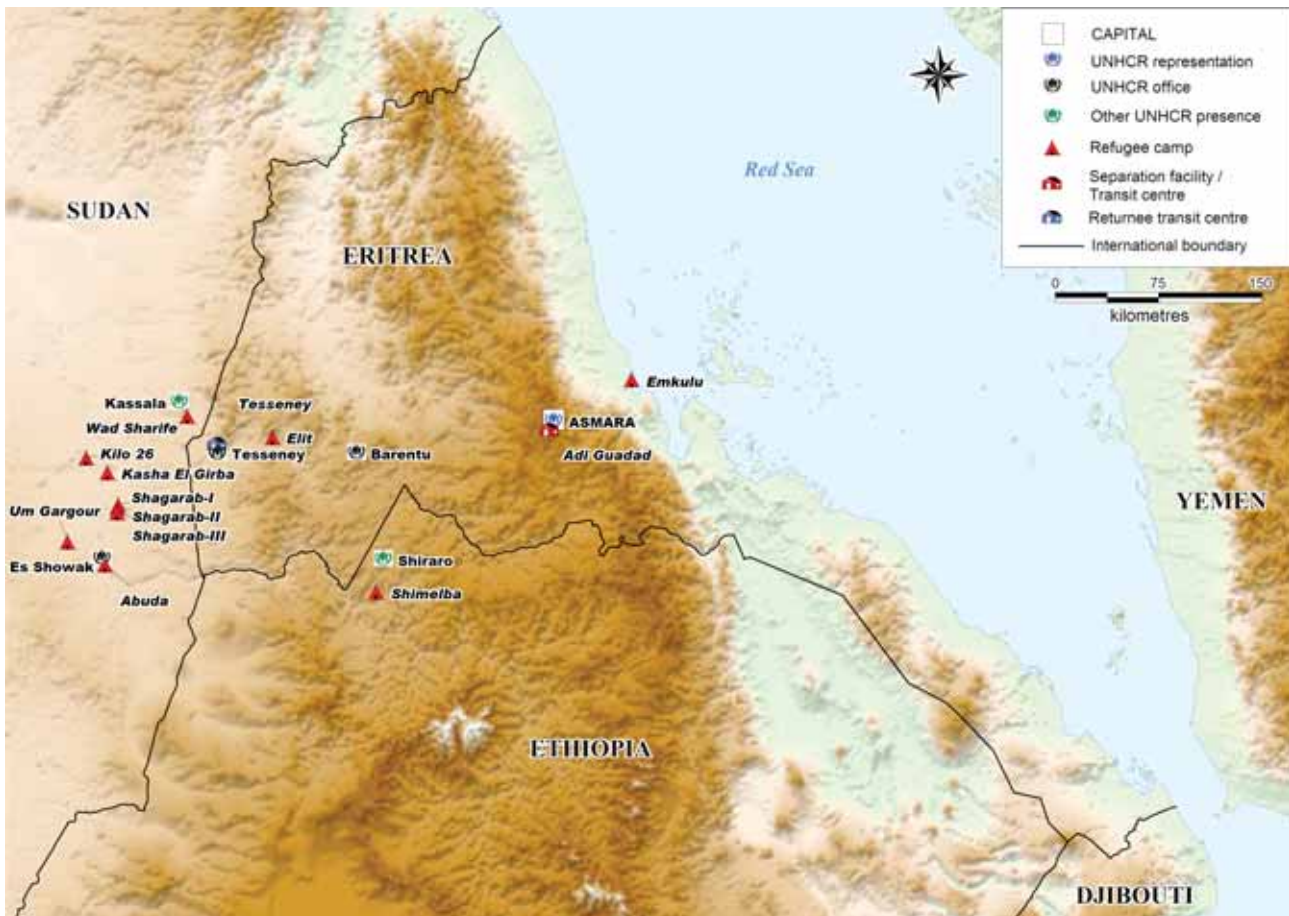 CAPITAL
UNHCR representation
UNHCR office
Other UNHCR presence
Refugee camp
Separation facility /
Transit centre
Returnee transit centre
International boundary
0 75 150
kilometres
Red Sea
SUDAN
ERITREA
Emkulu
Kassala
Tesseney
Wad Sharife
ASMARA
Elit
Kilo 26
Tesseney
Barentu
Adi Guadad
Kasha El Girba
YEMEN
Shagarab-I
Um Gargour
Shagarab-II
Shagarab-III
Shiraro
Es Showak
Shimelba
Abuda
ETHIOPIA
DJIBOUTI